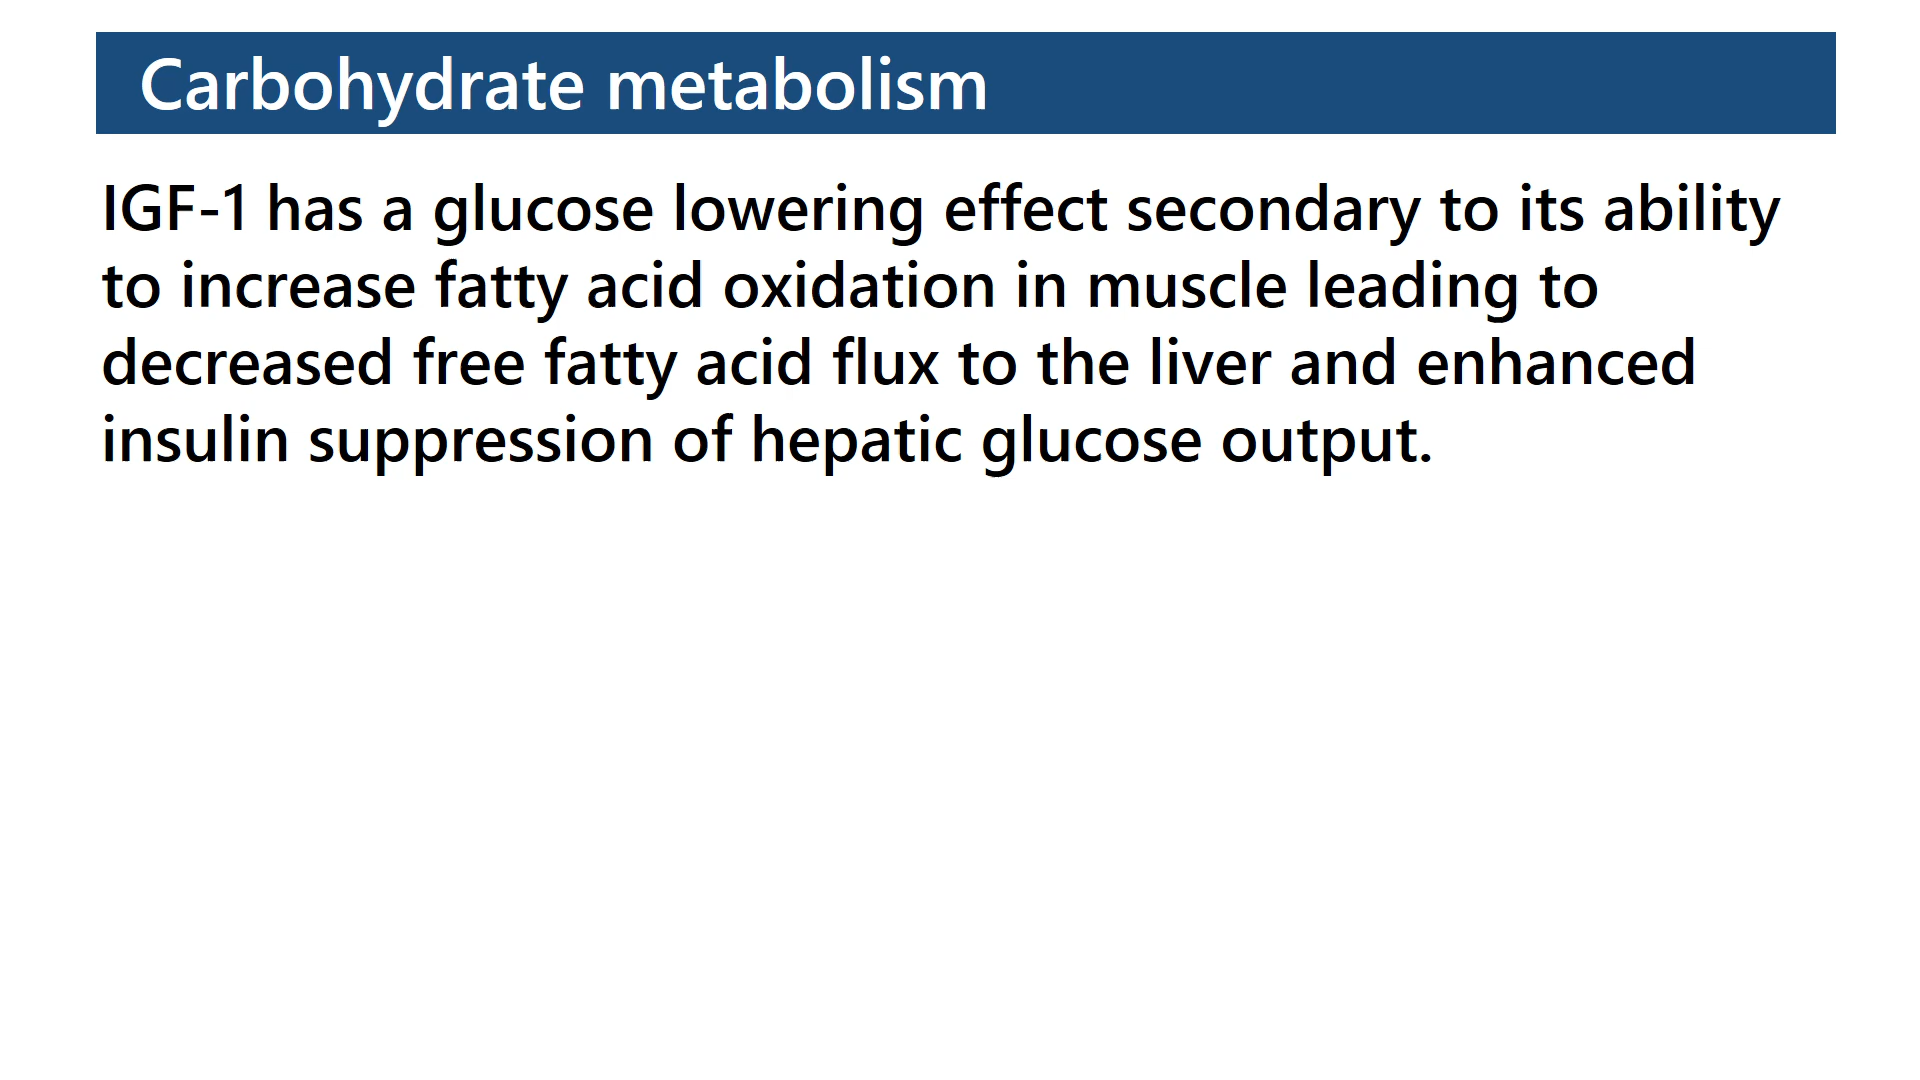 Carbohydrate metabolism
IGF-1 has a glucose lowering effect secondary to its ability
to increase fatty acid oxidation in muscle leading to
decreased free fatty acid flux to the liver and enhanced
insulin suppression of hepatic glucose output.